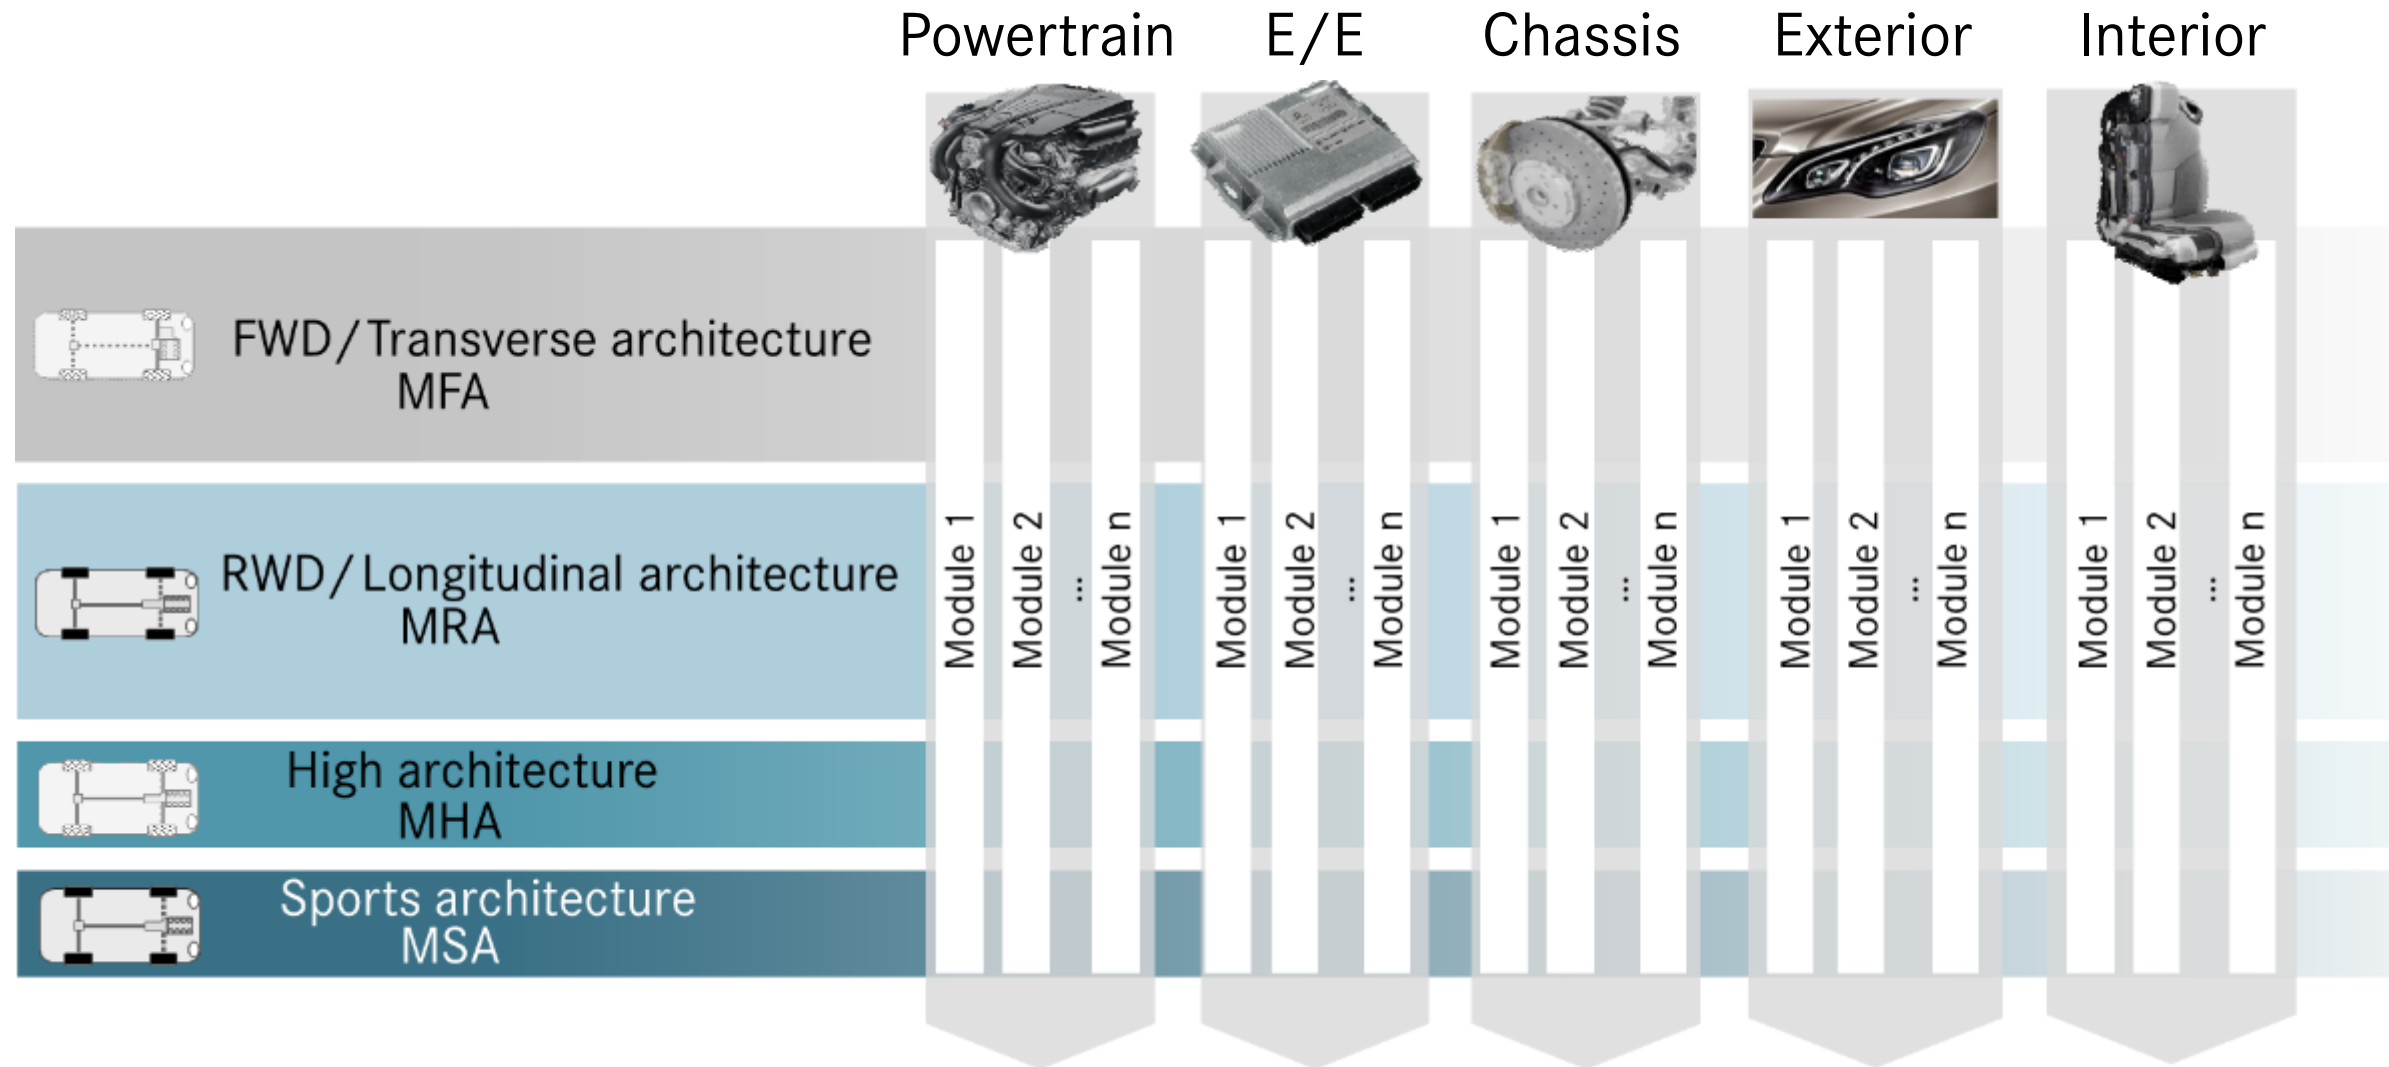 Powertrain
E/E
Chassis
Exterior
Interior
FWD/Transverse architecture
MFA
RWD/Longitudinal architecture
MRA
High architecture
MHA
Sports architecture
MSA
Module 1
Module 2
...
Module n
Module 1
Module 2
...
Module n
Module 1
Module 2
...
Module n
Module 1
Module 2
...
Module n
Module 1
Module 2
...
Module n